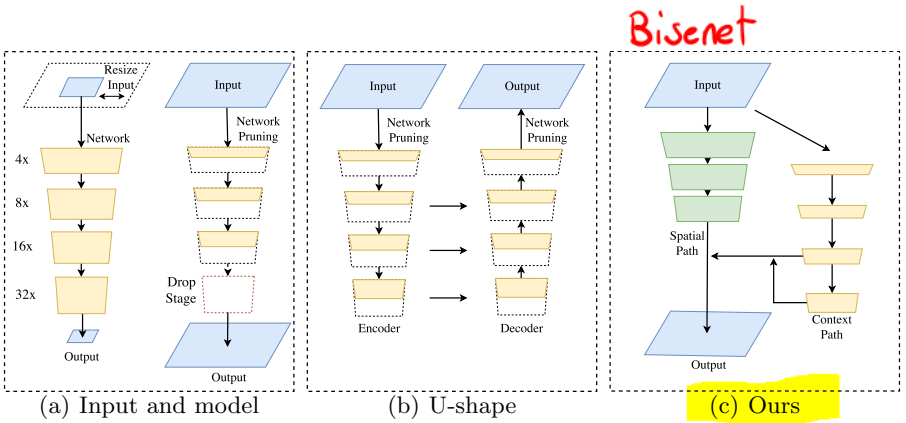 Bisenet
Resize
Input
Network
4x
8x
16x
32x
Output
Input
Network
Pruning
Drop
Stage
Output
(a) Input and model
Input
Network
Pruning
Encoder
Output
Network
Pruning
Decoder
(b) U-shape
Input
Spatial
Path
Context
Path
Output
(c) Ours